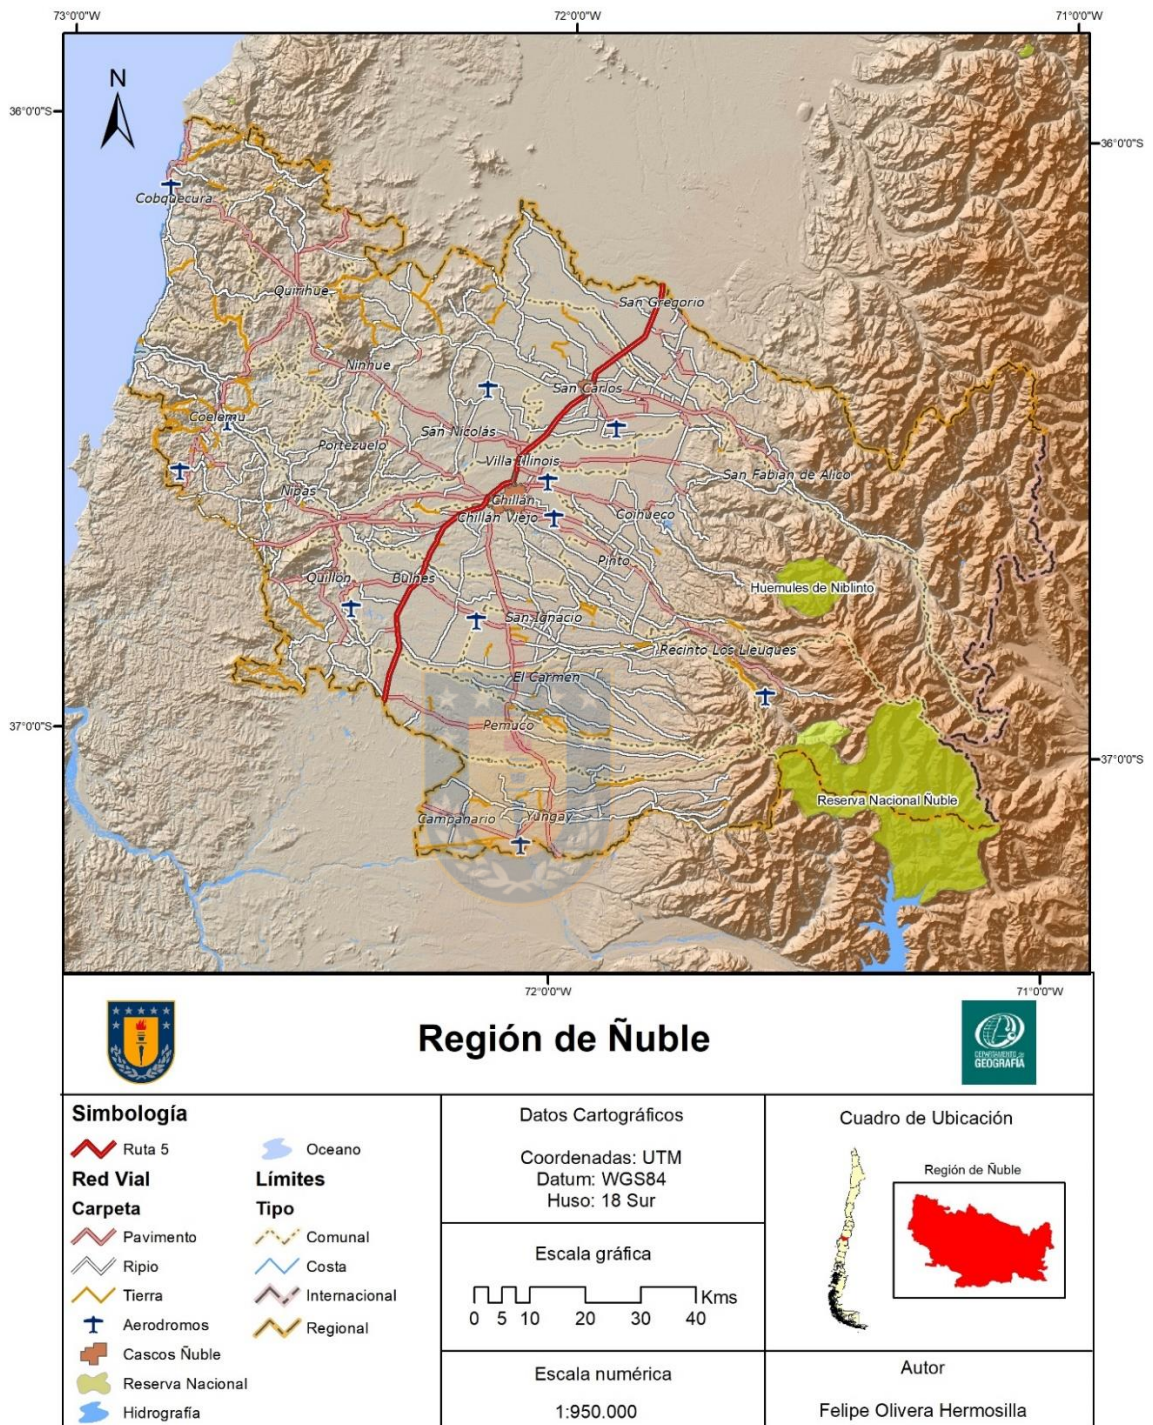 73°0'0"W
72°0'0"W
71°0'0"W
N
36°0'0"S
36°0'0"S
Cobquecura
Quirihue
San Gregorio
Ninhue
San Carlos
Coelemu
San Nicolás
Portezuelo
Villa Illinois
San Fabian de Alico
Ñipas
Chillán
Chillán Viejo
Coihueco
Pinto
Quillón
Bulnes
Huemules de Niblinto
San Ignacio
Recinto Los Lleuques
El Carmen
37°0'0"S
Pemuco
37°0'0"S
Reserva Nacional Ñuble
Campanario
Yungay
73°0'0"W
72°0'0"W
71°0'0"W
Región de Ñuble
DEPARTAMENTO DE
GEOGRAFÍA
Simbología
Ruta 5
Oceano
Red Vial
Límites
Carpeta
Tipo
Pavimento
Comunal
Ripio
Costa
Tierra
Internacional
Aerodromos
Regional
Cascos Ñuble
Reserva Nacional
Hidrografía
Datos Cartográficos
Coordenadas: UTM
Datum: WGS84
Huso: 18 Sur
Escala gráfica
Kms
0 5 10 20 30 40
Escala numérica
1:950.000
Cuadro de Ubicación
Región de Ñuble
Autor
Felipe Olivera Hermosilla